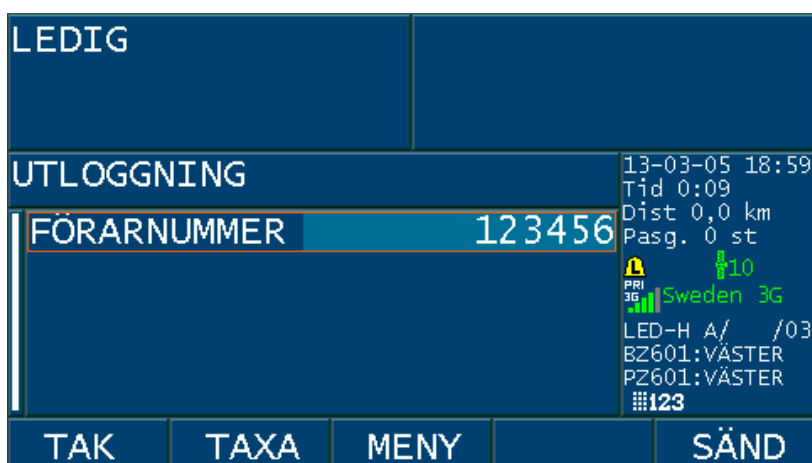 LEDIG
UTLOGGNING
FÖRARNUMMER 123456
13-03-05 18:59
Tid 0:09
Dist 0,0 km
Pasg. 0 st
L
10
PRI
3G
Sweden 3G
LED-H A/ /03
BZ601:VÄSTER
PZ601:VÄSTER
123
TAK TAXA MENY SÄND